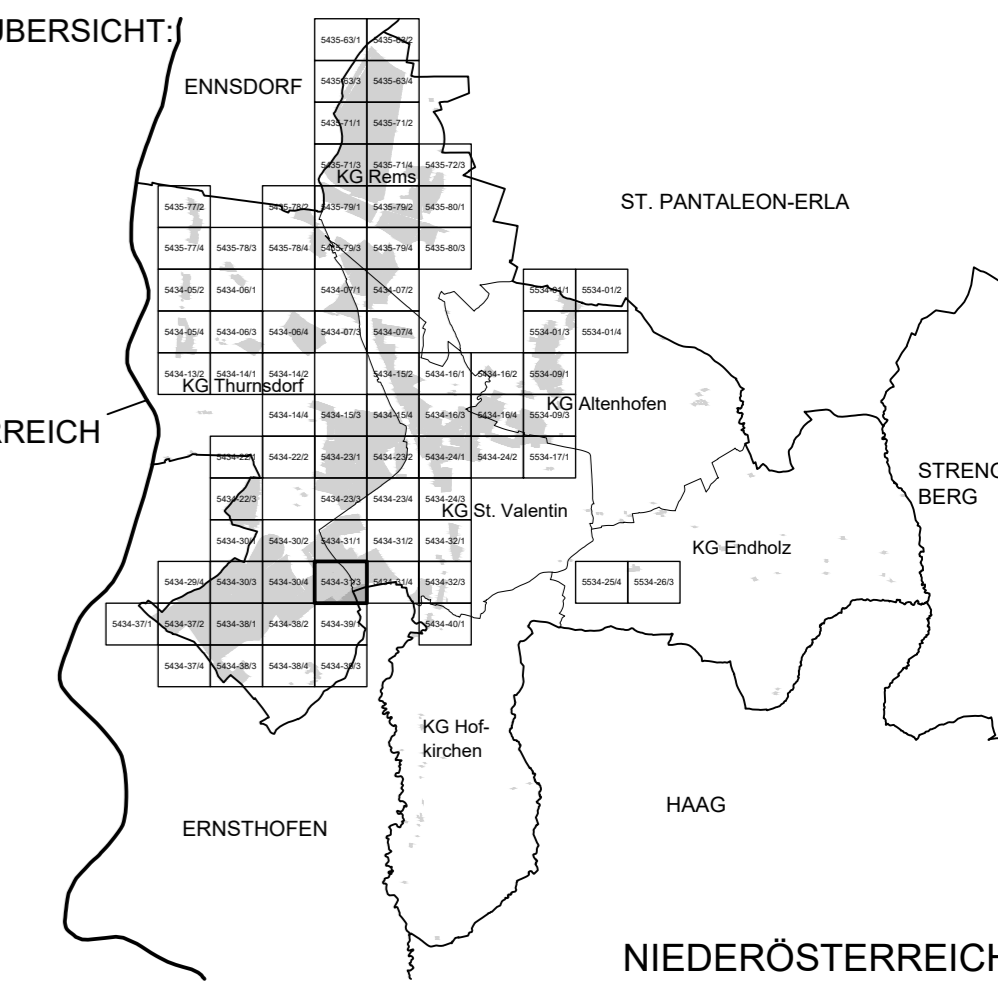 ÜBERSICHT:
5435-63/1 5435-63/2
ENNSDORF
5435-63/3 5435-63/4
5435-71/1 5435-71/2
5435-71/3 5435-71/4 5435-72/3
KG Rems
ST. PANTALEON-ERLA
5435-77/2 5435-78/2 5435-79/1 5435-79/2 5435-80/1
5435-77/4 5435-78/3 5435-78/4 5435-79/3 5435-79/4 5435-80/3
5434-05/2 5434-06/1 5434-07/1 5434-07/2 5534-01/1 5534-01/2
5434-05/4 5434-06/3 5434-06/4 5434-07/3 5434-07/4 5534-01/3 5534-01/4
5434-13/2 5434-14/1 5434-14/2 5434-15/2 5434-16/1 5434-16/2 5534-09/1
KG Thurnsdorf
KG Altenhofen
5434-14/4 5434-15/3 5434-15/4 5434-16/3 5434-16/4 5534-09/3
RREICH
5434-22/1 5434-22/2 5434-23/1 5434-23/2 5434-24/1 5434-24/2 5534-17/1
STRENG
BERG
5434-22/3 5434-23/3 5434-23/4 5434-24/3
KG St. Valentin
5434-30/1 5434-30/2 5434-31/1 5434-31/2 5434-32/1
KG Endholz
5434-29/4 5434-30/3 5434-30/4 5434-31/3 5434-31/4 5434-32/3 5534-25/4 5534-26/3
5434-37/1 5434-37/2 5434-38/1 5434-38/2 5434-39/1 5434-40/1
5434-37/4 5434-38/3 5434-38/4 5434-39/3
KG Hof-
kirchen
HAAG
ERNSTHOFEN
NIEDERÖSTERREICH